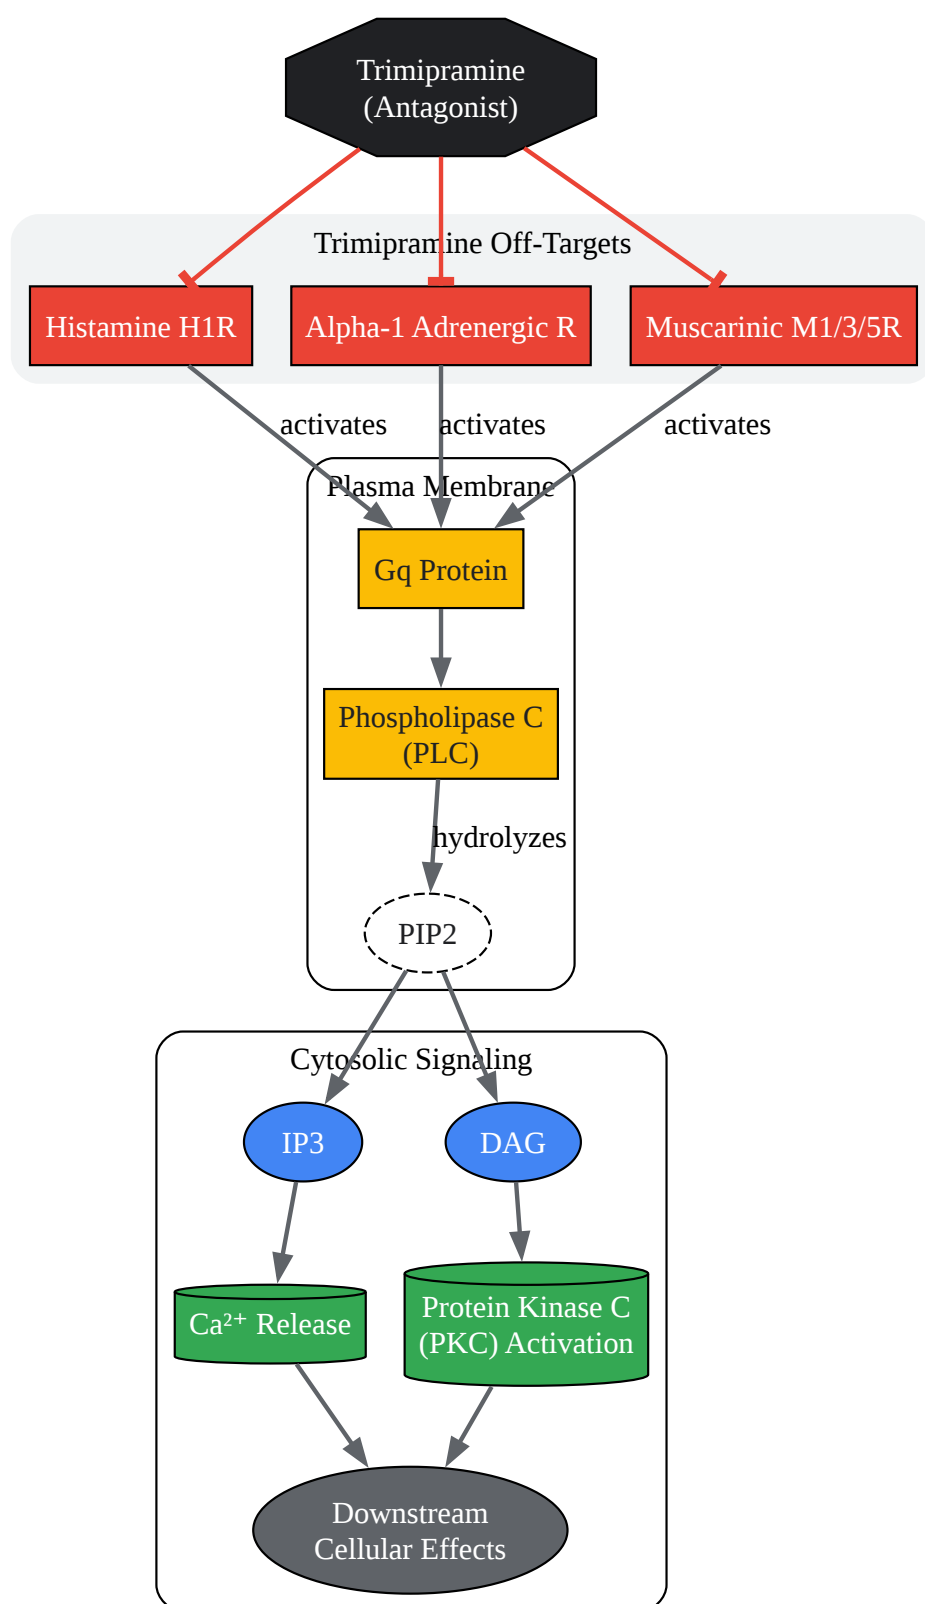 Trimipramine
(Antagonist)
Trimipramine Off-Targets
Histamine H1R
Alpha-1 Adrenergic R
Muscarinic M1/3/5R
activates
activates
activates
Plasma Membrane
Gq Protein
Phospholipase C
(PLC)
hydrolyzes
PIP2
Cytosolic Signaling
IP3
DAG
Ca²⁺ Release
Protein Kinase C
(PKC) Activation
Downstream
Cellular Effects